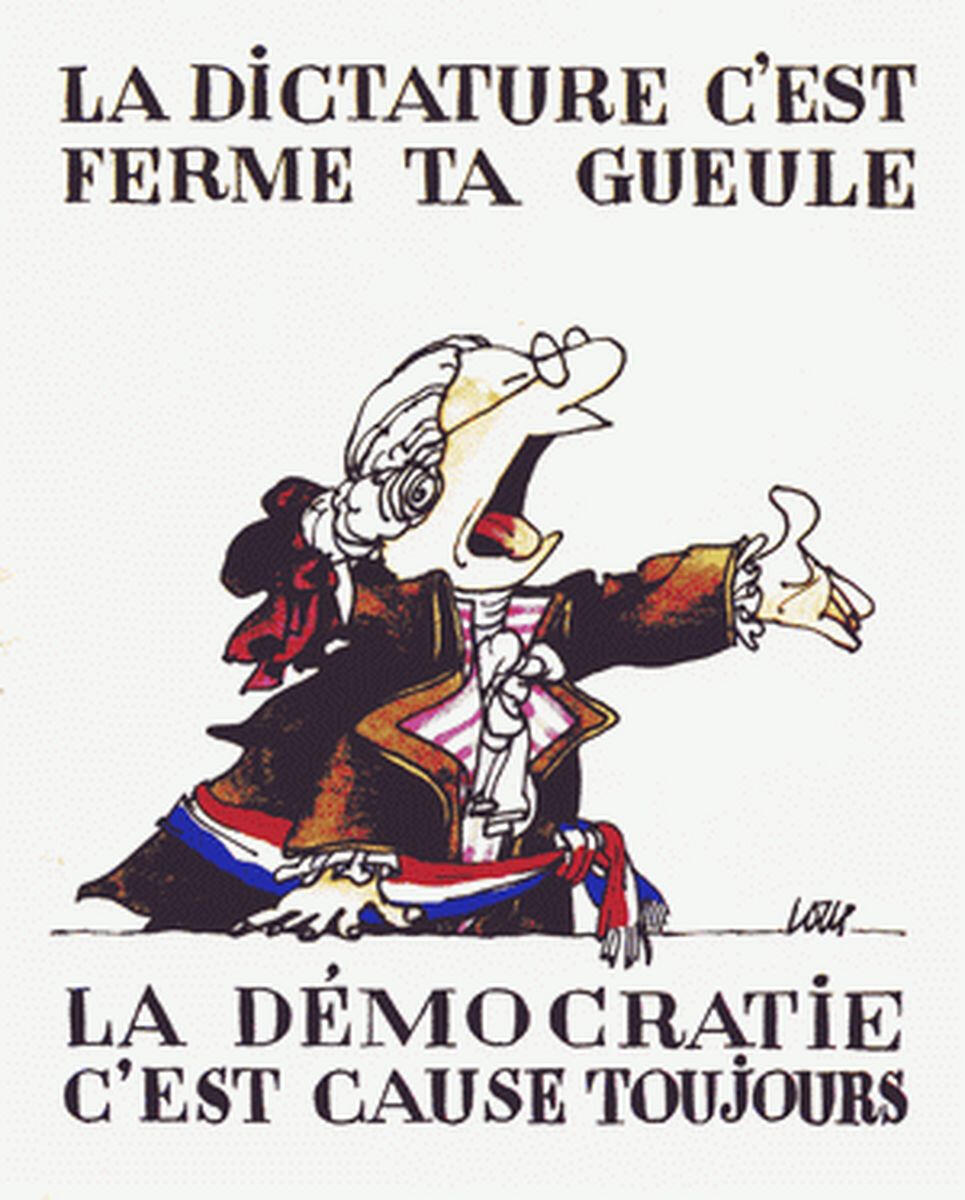 LA DiCTATURE C'EST
FERME TA GUEULE
LOUP
LA DÉMOCRATiE
C'EST CAUSE TOUJOURS